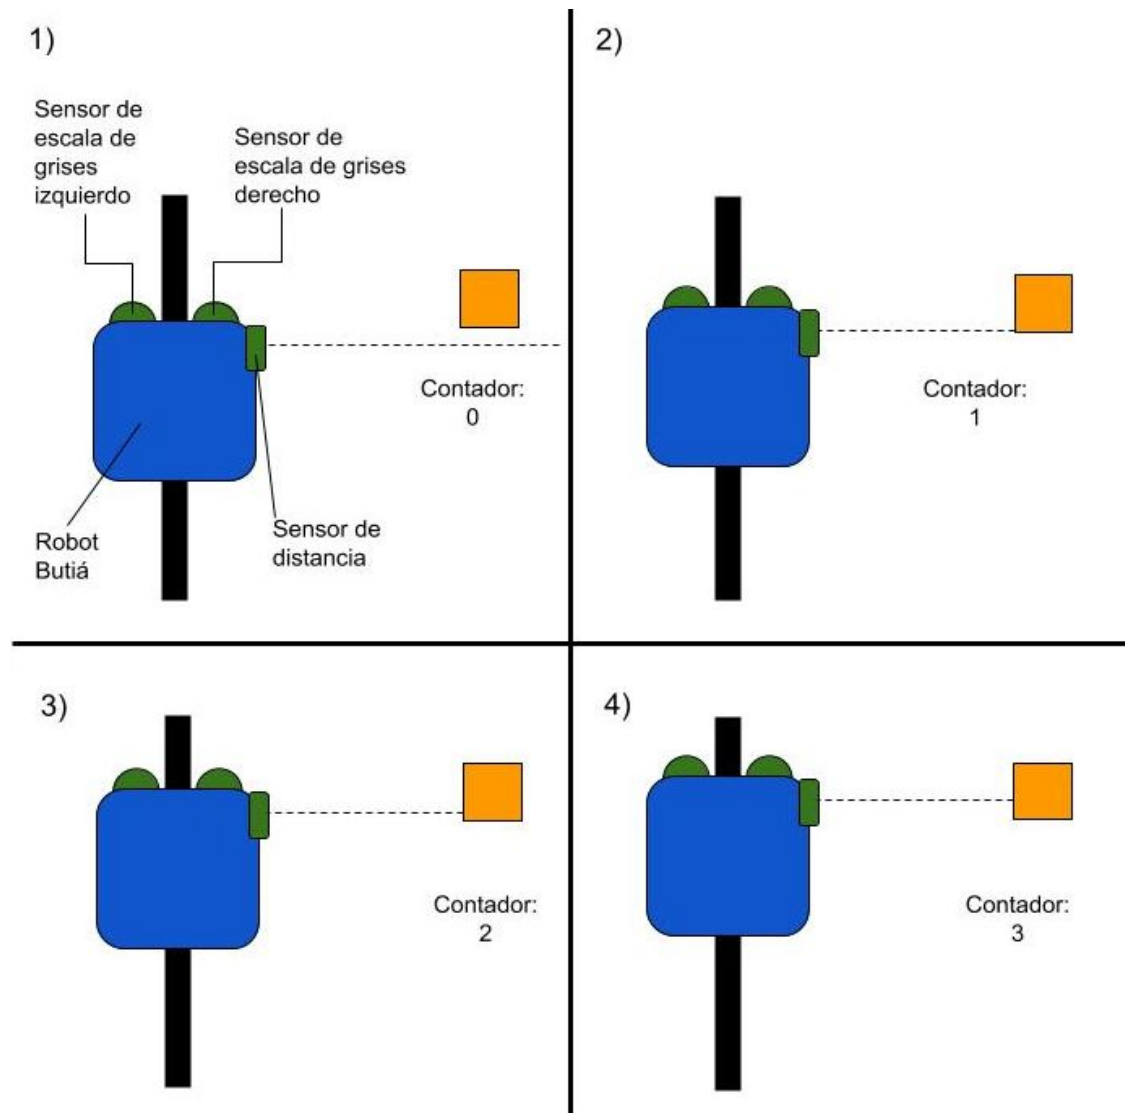 1)
Sensor de
escala de
grises
izquierdo
Sensor de
escala de grises
derecho
Contador:
0
Robot
Butiá
Sensor de
distancia
2)
Contador:
1
3)
Contador:
2
4)
Contador:
3